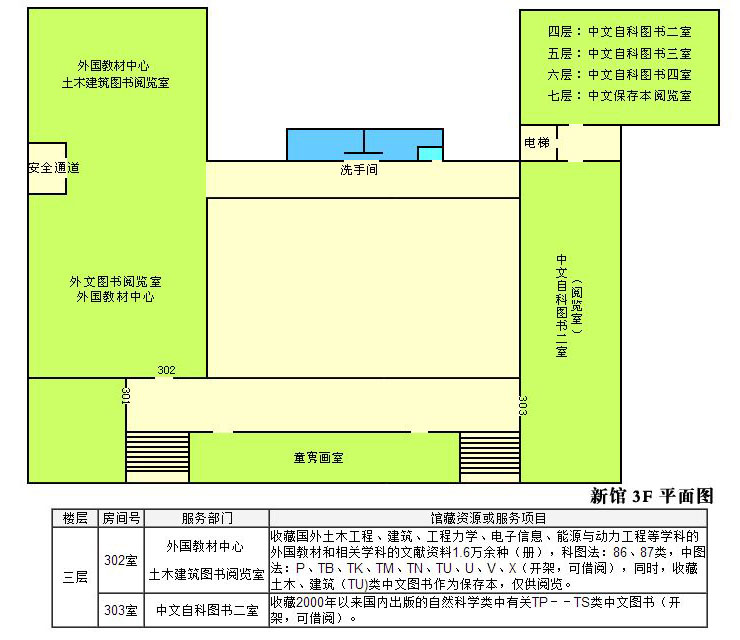 外国教材中心
土木建筑图书阅览室
四层：中文自科图书二室
五层：中文自科图书三室
六层：中文自科图书四室
七层：中文保存本阅览室
电梯
安全通道
洗手间
外文图书阅览室
外国教材中心
中文自科图书二室
（阅览室）
302
301
303
童寯画室
新馆 3F 平面图
楼层 房间号 服务部门 馆藏资源或服务项目
三层
302室
外国教材中心
土木建筑图书阅览室
收藏国外土木工程、建筑、工程力学、电子信息、能源与动力工程等学科的
外国教材和相关学科的文献资料1.6万余种（册），科图法：86、87类，中图
法：P、TB、TK、TM、TN、TU、U、V、X（开架，可借阅），同时，收藏
土木、建筑（TU)类中文图书作为保存本，仅供阅览。
303室 中文自科图书二室
收藏2000年以来国内出版的自然科学类中有关TP－－TS类中文图书（开
架，可借阅）。